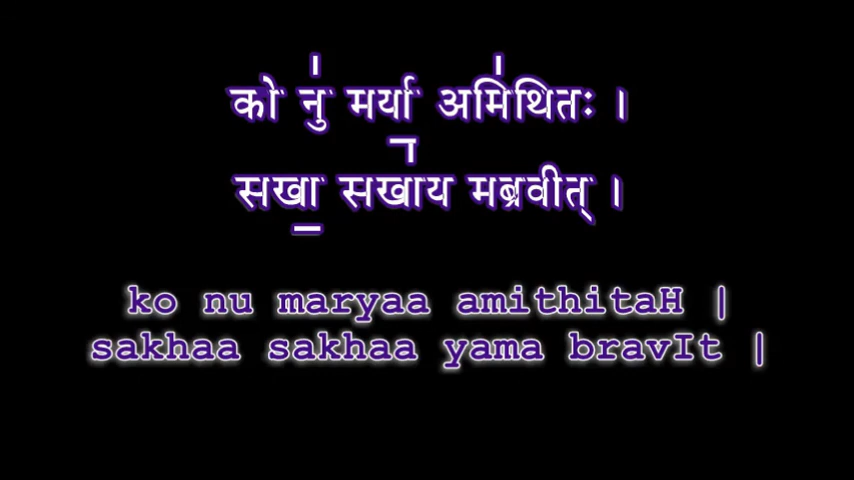 को नु॑ मर्या अमि॑थितः ।
सखा॒ सखा᳚य मब्रवीत् ।
ko nu maryaa amithitaH |
sakhaa sakhaa yama bravIt |